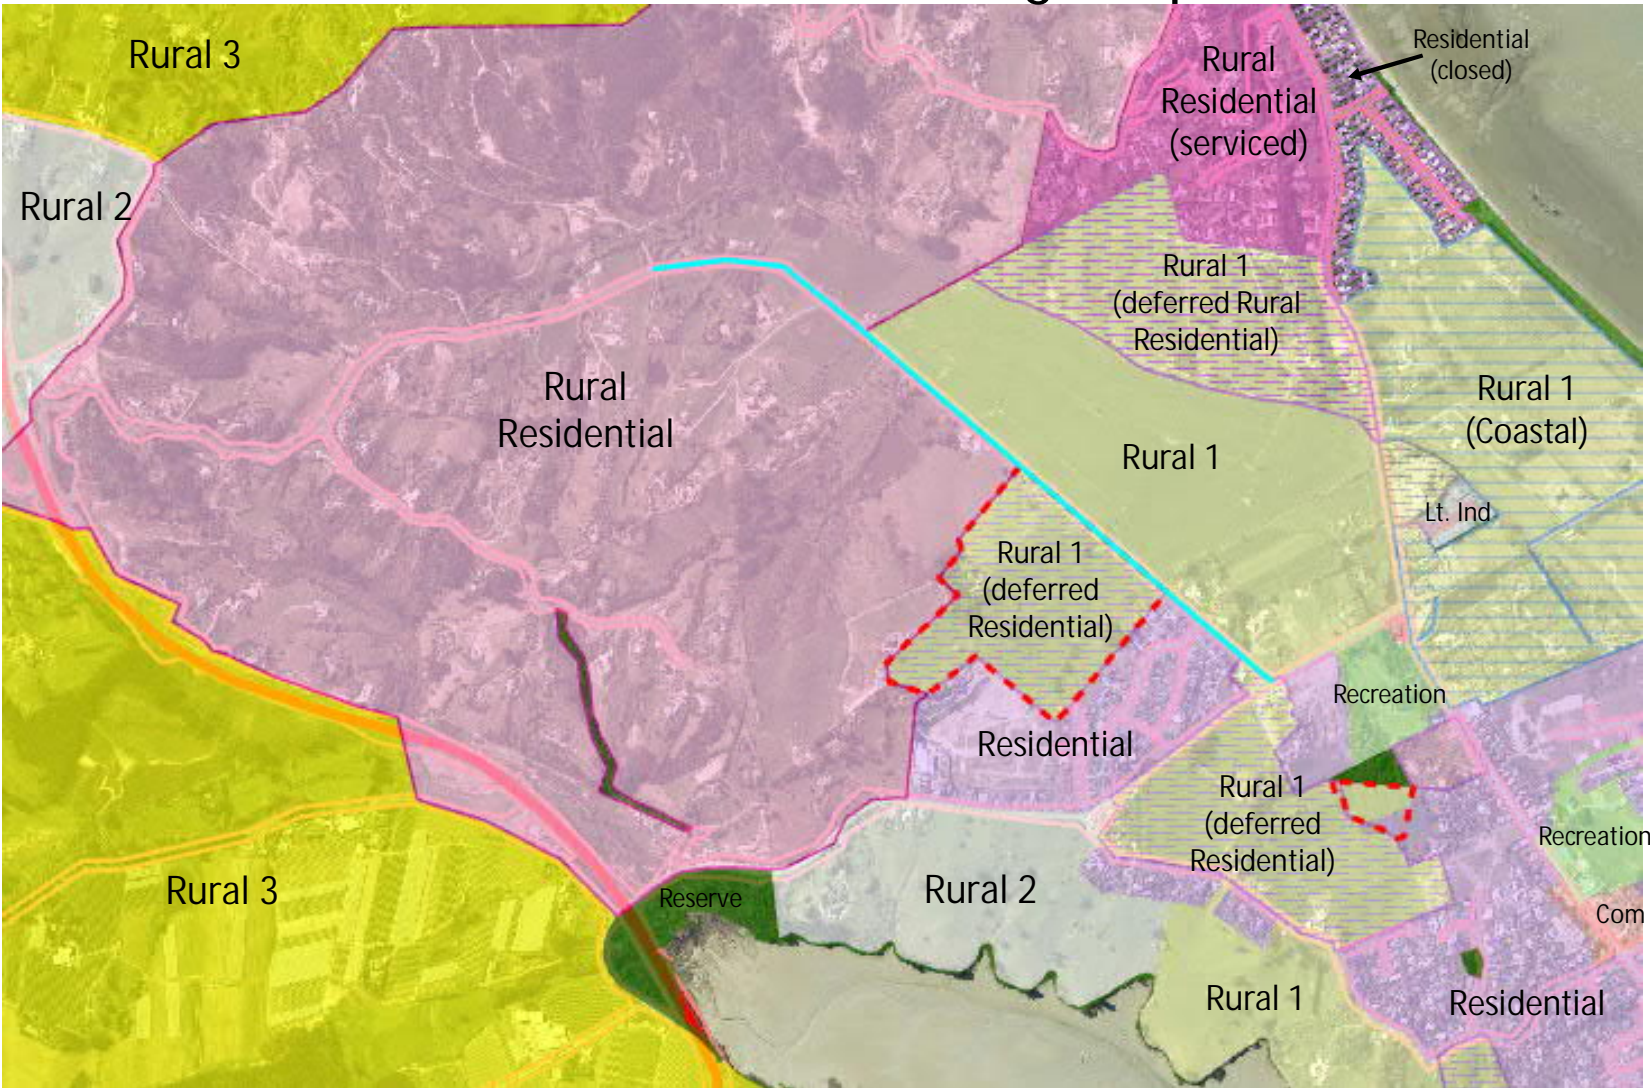 Rural 3
Residential
(closed)
Rural
Residential
(serviced)
Rural 2
Rural 1
(deferred Rural
Residential)
Rural
Residential
Rural 1
(Coastal)
Rural 1
Lt. Ind
Rural 1
(deferred
Residential)
Recreation
Residential
Rural 1
(deferred
Residential)
Recreation
Rural 3
Reserve
Rural 2
Com
Rural 1
Residential